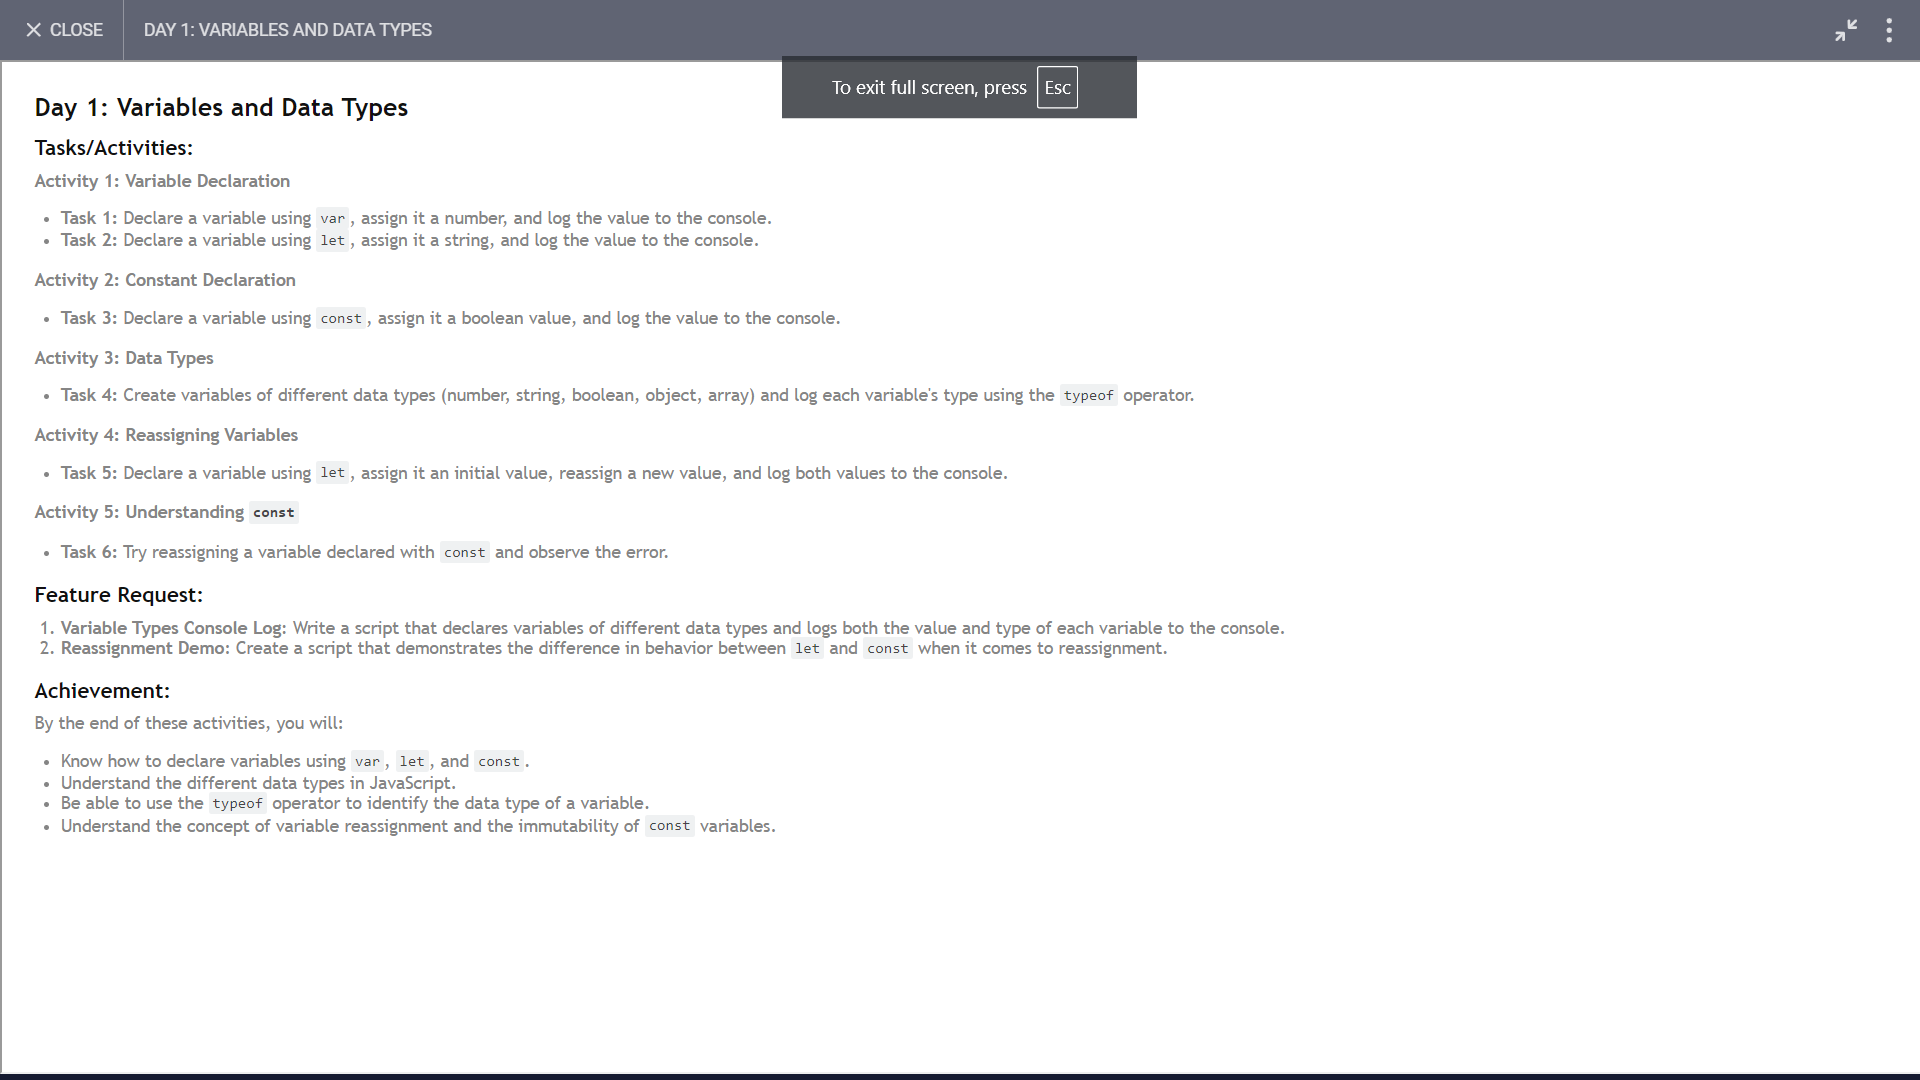 CLOSE
DAY 1: VARIABLES AND DATA TYPES
To exit full screen, press Esc
Day 1: Variables and Data Types
Tasks/Activities:
Activity 1: Variable Declaration
• Task 1: Declare a variable using var, assign it a number, and log the value to the console.
• Task 2: Declare a variable using let, assign it a string, and log the value to the console.
Activity 2: Constant Declaration
• Task 3: Declare a variable using const, assign it a boolean value, and log the value to the console.
Activity 3: Data Types
• Task 4: Create variables of different data types (number, string, boolean, object, array) and log each variable's type using the typeof operator.
Activity 4: Reassigning Variables
• Task 5: Declare a variable using let, assign it an initial value, reassign a new value, and log both values to the console.
Activity 5: Understanding const
• Task 6: Try reassigning a variable declared with const and observe the error.
Feature Request:
1. Variable Types Console Log: Write a script that declares variables of different data types and logs both the value and type of each variable to the console.
2. Reassignment Demo: Create a script that demonstrates the difference in behavior between let and const when it comes to reassignment.
Achievement:
By the end of these activities, you will:
• Know how to declare variables using var, let, and const.
• Understand the different data types in JavaScript.
• Be able to use the typeof operator to identify the data type of a variable.
• Understand the concept of variable reassignment and the immutability of const variables.